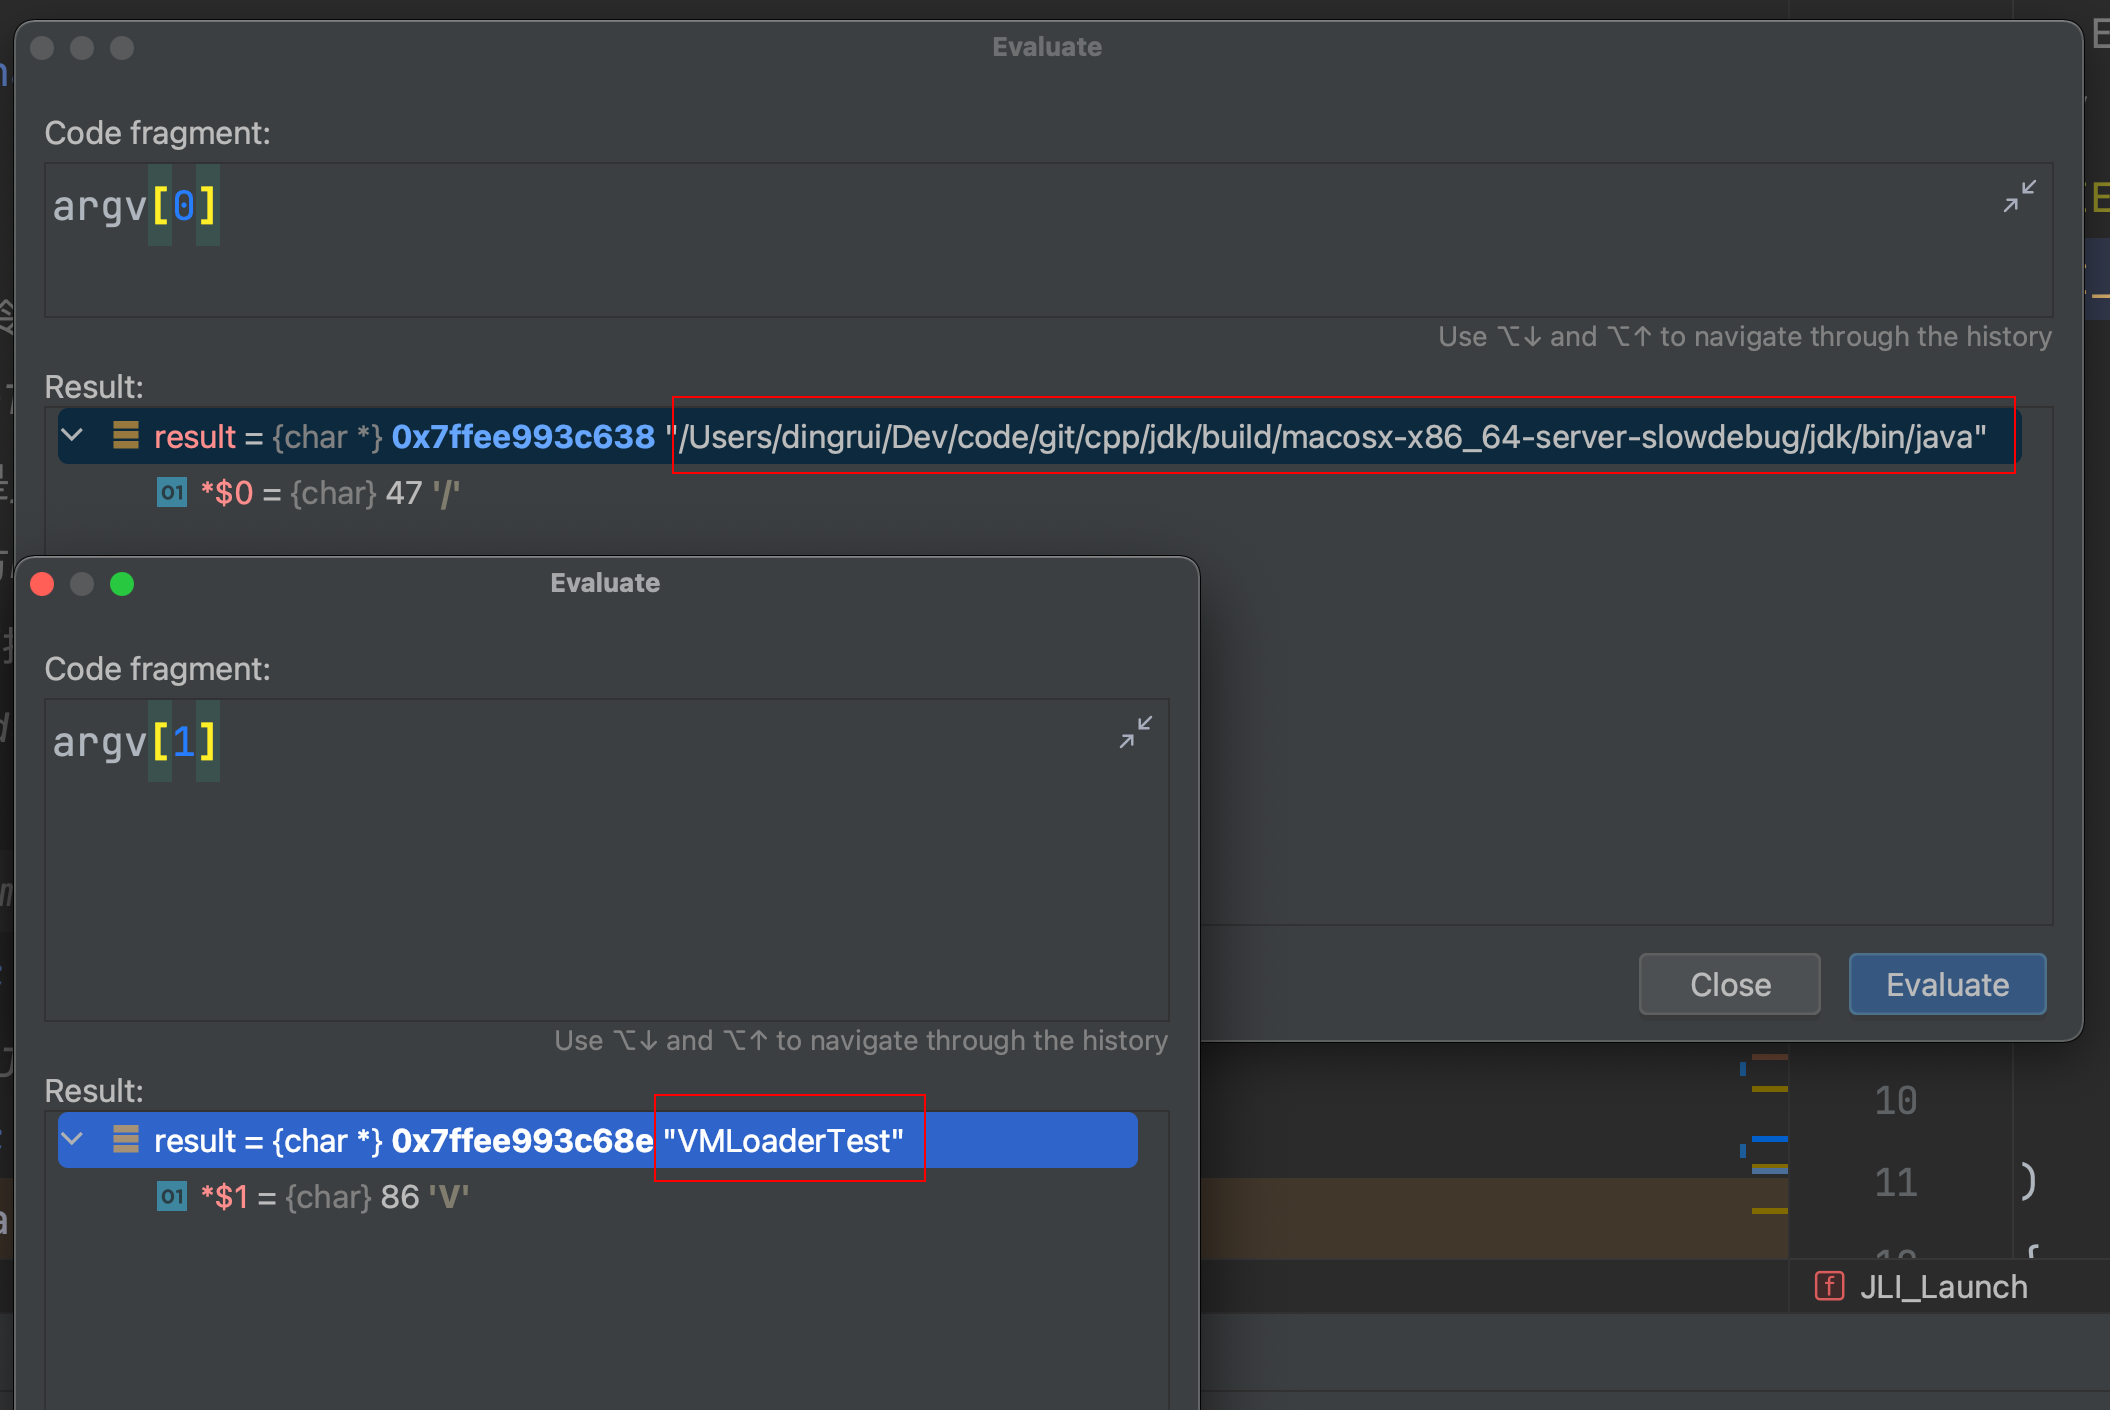 Evaluate
Code fragment:
argv[0]
Use ⌥↓ and ⌥↑ to navigate through the history
Result:
result = {char *} 0x7ffee993c638 "/Users/dingrui/Dev/code/git/cpp/jdk/build/macosx-x86_64-server-slowdebug/jdk/bin/java"
01 *$0 = {char} 47 '/'
Evaluate
Code fragment:
argv[1]
Use ⌥↓ and ⌥↑ to navigate through the history
Result:
result = {char *} 0x7ffee993c68e "VMLoaderTest"
01 *$1 = {char} 86 'V'
Close
Evaluate
10
11 )
f JLI_Launch